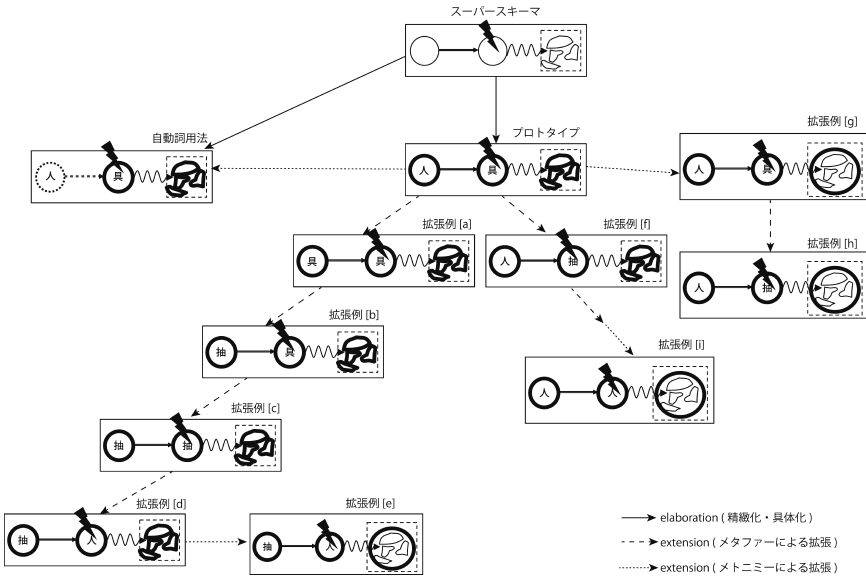 スーパースキーマ
自動詞用法
人
具
プロトタイプ
人
具
拡張例 [g]
人
具
拡張例 [a]
具
具
拡張例 [f]
人
抽
拡張例 [h]
人
抽
拡張例 [b]
抽
具
拡張例 [i]
人
人
拡張例 [c]
抽
抽
拡張例 [d]
抽
人
拡張例 [e]
抽
人
elaboration ( 精緻化・具体化 )
extension ( メタファーによる拡張 )
extension ( メトニミーによる拡張 )